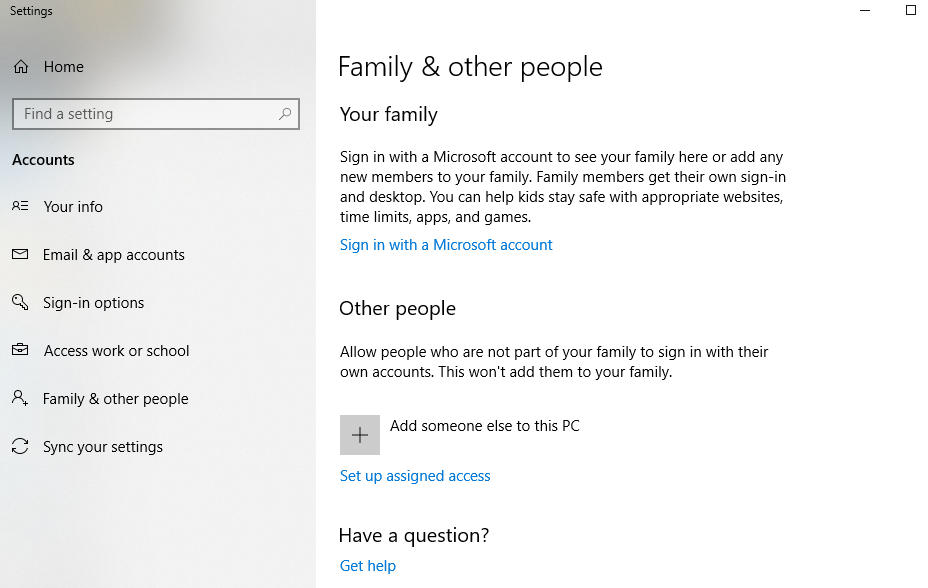 Settings
Home
Find a setting
Accounts
Your info
Email & app accounts
Sign-in options
Access work or school
Family & other people
Sync your settings
Family & other people
Your family
Sign in with a Microsoft account to see your family here or add any
new members to your family. Family members get their own sign-in
and desktop. You can help kids stay safe with appropriate websites,
time limits, apps, and games.
Sign in with a Microsoft account
Other people
Allow people who are not part of your family to sign in with their
own accounts. This won't add them to your family.
Add someone else to this PC
Set up assigned access
Have a question?
Get help